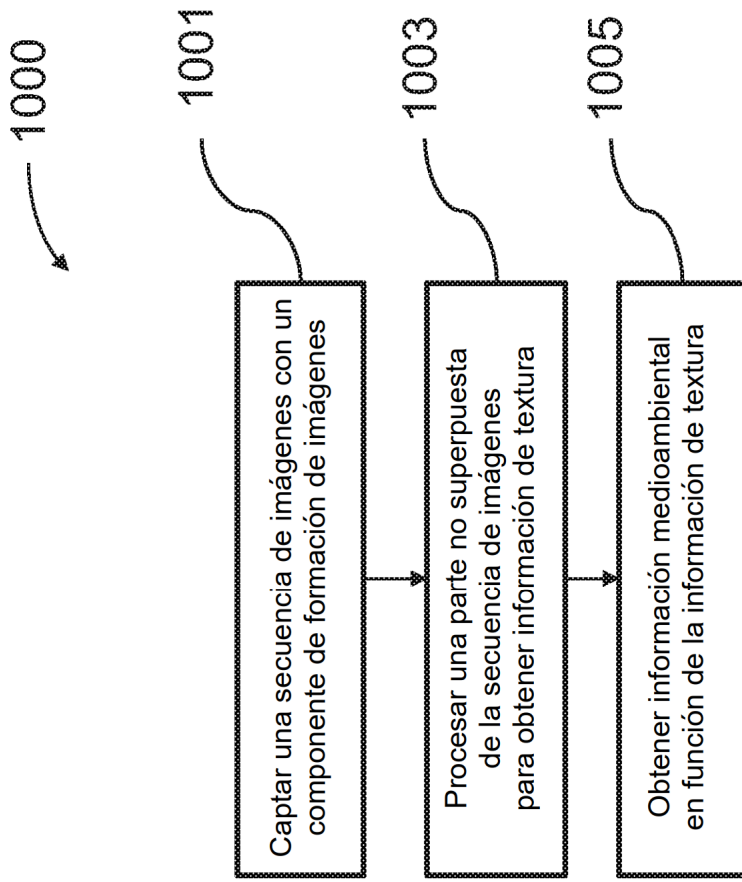 1000
1001
Captar una secuencia de imágenes con un
componente de formación de imágenes
1003
Procesar una parte no superpuesta
de la secuencia de imágenes
para obtener información de textura
1005
Obtener información medioambiental
en función de la información de textura